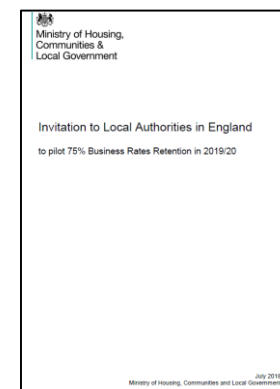 Ministry of Housing,
Communities &
Local Government
Invitation to Local Authorities in England
to pilot 75% Business Rates Retention in 2019/20
July 2018
Ministry of Housing, Communities and Local Government